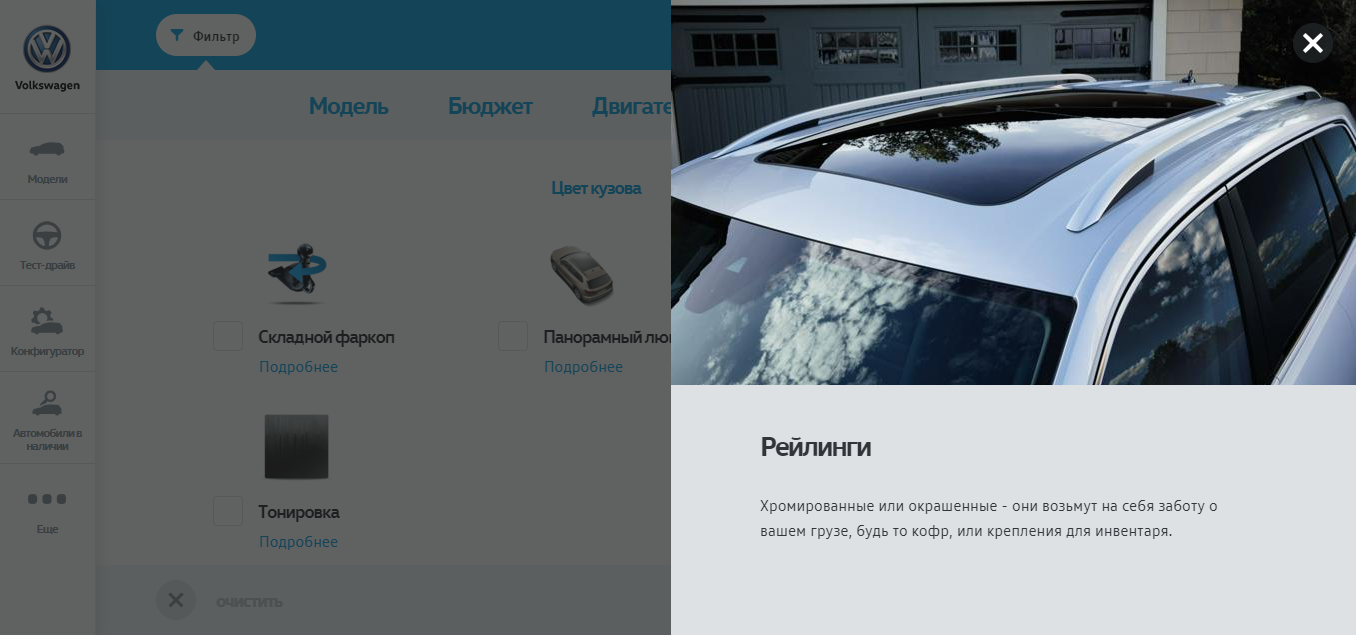 Volkswagen
Модели
Тест-драйв
Конфигуратор
Автомобили в
наличии
Еще
Фильтр
Модель Бюджет
Цвет кузова
Складной фаркоп
Подробнее
Панорамный
Подробнее
Тонировка
Подробнее
ОЧИСТИТЬ
Рейлинги
Хромированные или окрашенные - они возьмут на себя заботу о
вашем грузе, будь то кофр, или крепления для инвентаря.